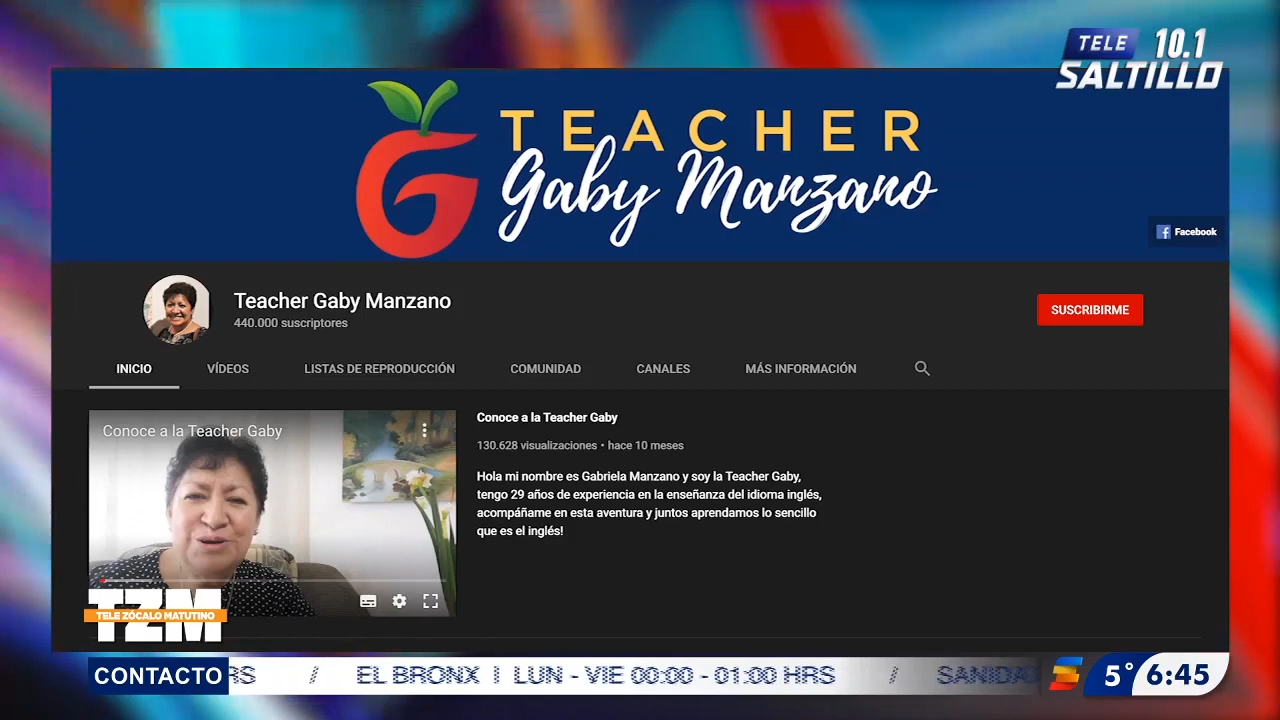 TELE 10.1
SALTILLO
TEACHER
Gaby Manzano
Facebook
Teacher Gaby Manzano
440.000 suscriptores
SUSCRIBIRME
INICIO VÍDEOS LISTAS DE REPRODUCCIÓN COMUNIDAD CANALES MÁS INFORMACIÓN
Conoce a la Teacher Gaby
Conoce a la Teacher Gaby
130.628 visualizaciones • hace 10 meses
Hola mi nombre es Gabriela Manzano y soy la Teacher Gaby,
tengo 29 años de experiencia en la enseñanza del idioma inglés,
acompáñame en esta aventura y juntos aprendamos lo sencillo
que es el inglés!
TZM
TELE ZÓCALO MATUTINO
CONTACTO RS / EL BRONX | LUN - VIE 00:00 - 01:00 HRS / SANIDA 5° 6:45